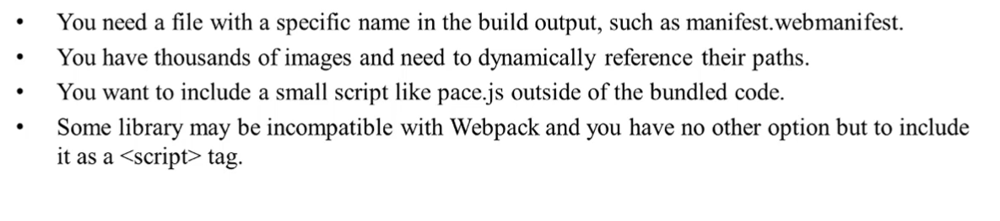 • You need a file with a specific name in the build output, such as manifest.webmanifest.
• You have thousands of images and need to dynamically reference their paths.
• You want to include a small script like pace.js outside of the bundled code.
• Some library may be incompatible with Webpack and you have no other option but to include
it as a <script> tag.